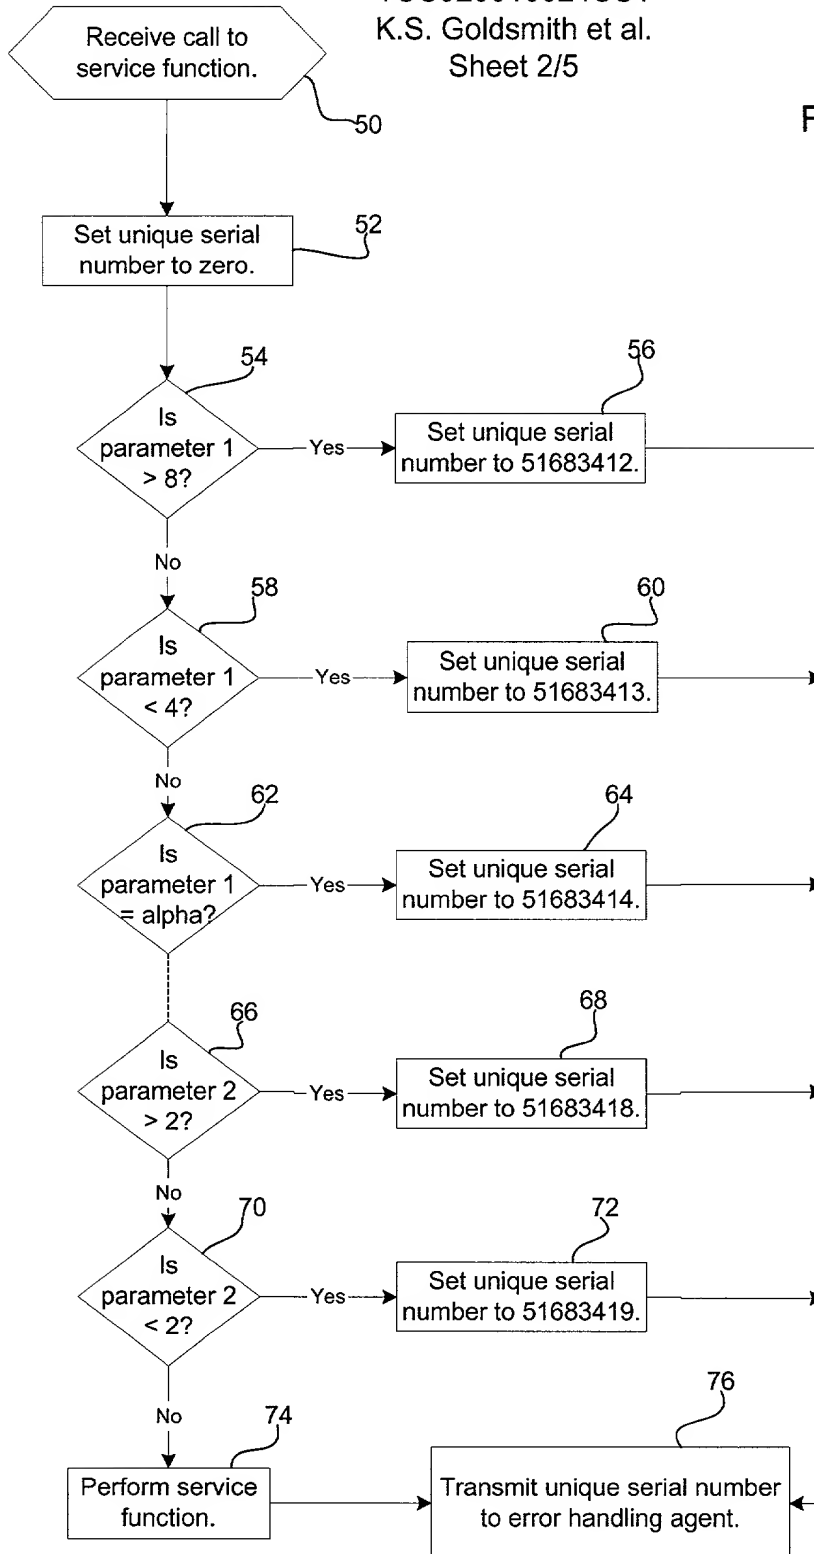 K.S. Goldsmith et al.
Sheet 2/5
Receive call to
service function.
50
F
Set unique serial
number to zero.
52
54
Is
parameter 1
> 8?
Yes
56
Set unique serial
number to 51683412.
No
58
Is
parameter 1
< 4?
Yes
60
Set unique serial
number to 51683413.
No
62
Is
parameter 1
= alpha?
Yes
64
Set unique serial
number to 51683414.
66
Is
parameter 2
> 2?
Yes
68
Set unique serial
number to 51683418.
No
70
Is
parameter 2
< 2?
Yes
72
Set unique serial
number to 51683419.
No
74
Perform service
function.
76
Transmit unique serial number
to error handling agent.